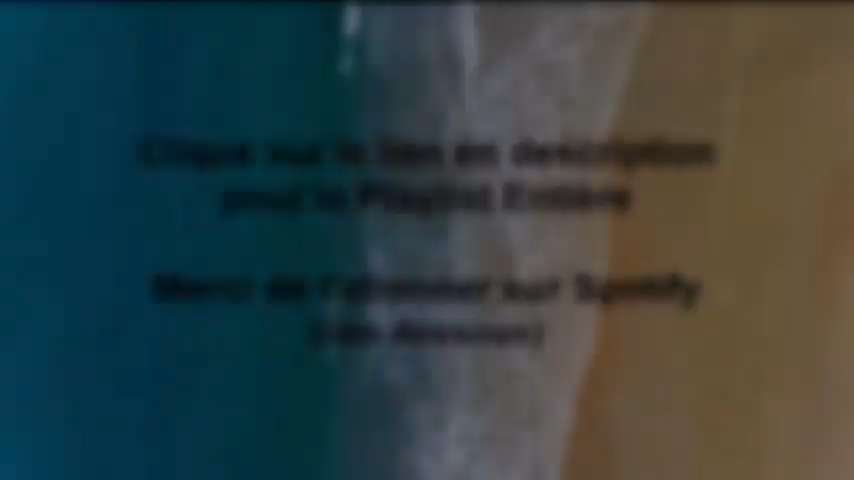 Clique sur le lien en description
pour la Playlist Entière
Merci de t'abonner sur Spotify